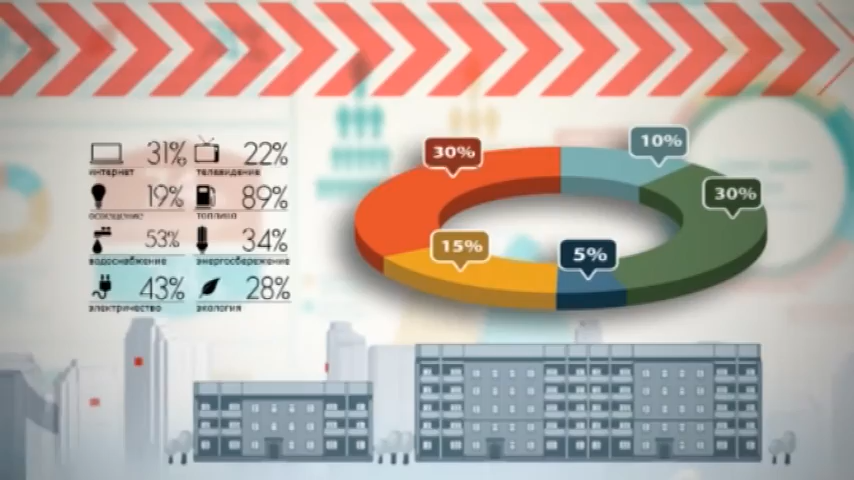 31% 22%
интернет телевидение
19% 89%
освещение топливо
53% 34%
водоснабжение энергосбережение
43% 28%
электричество экология
30%
10%
30%
15%
5%